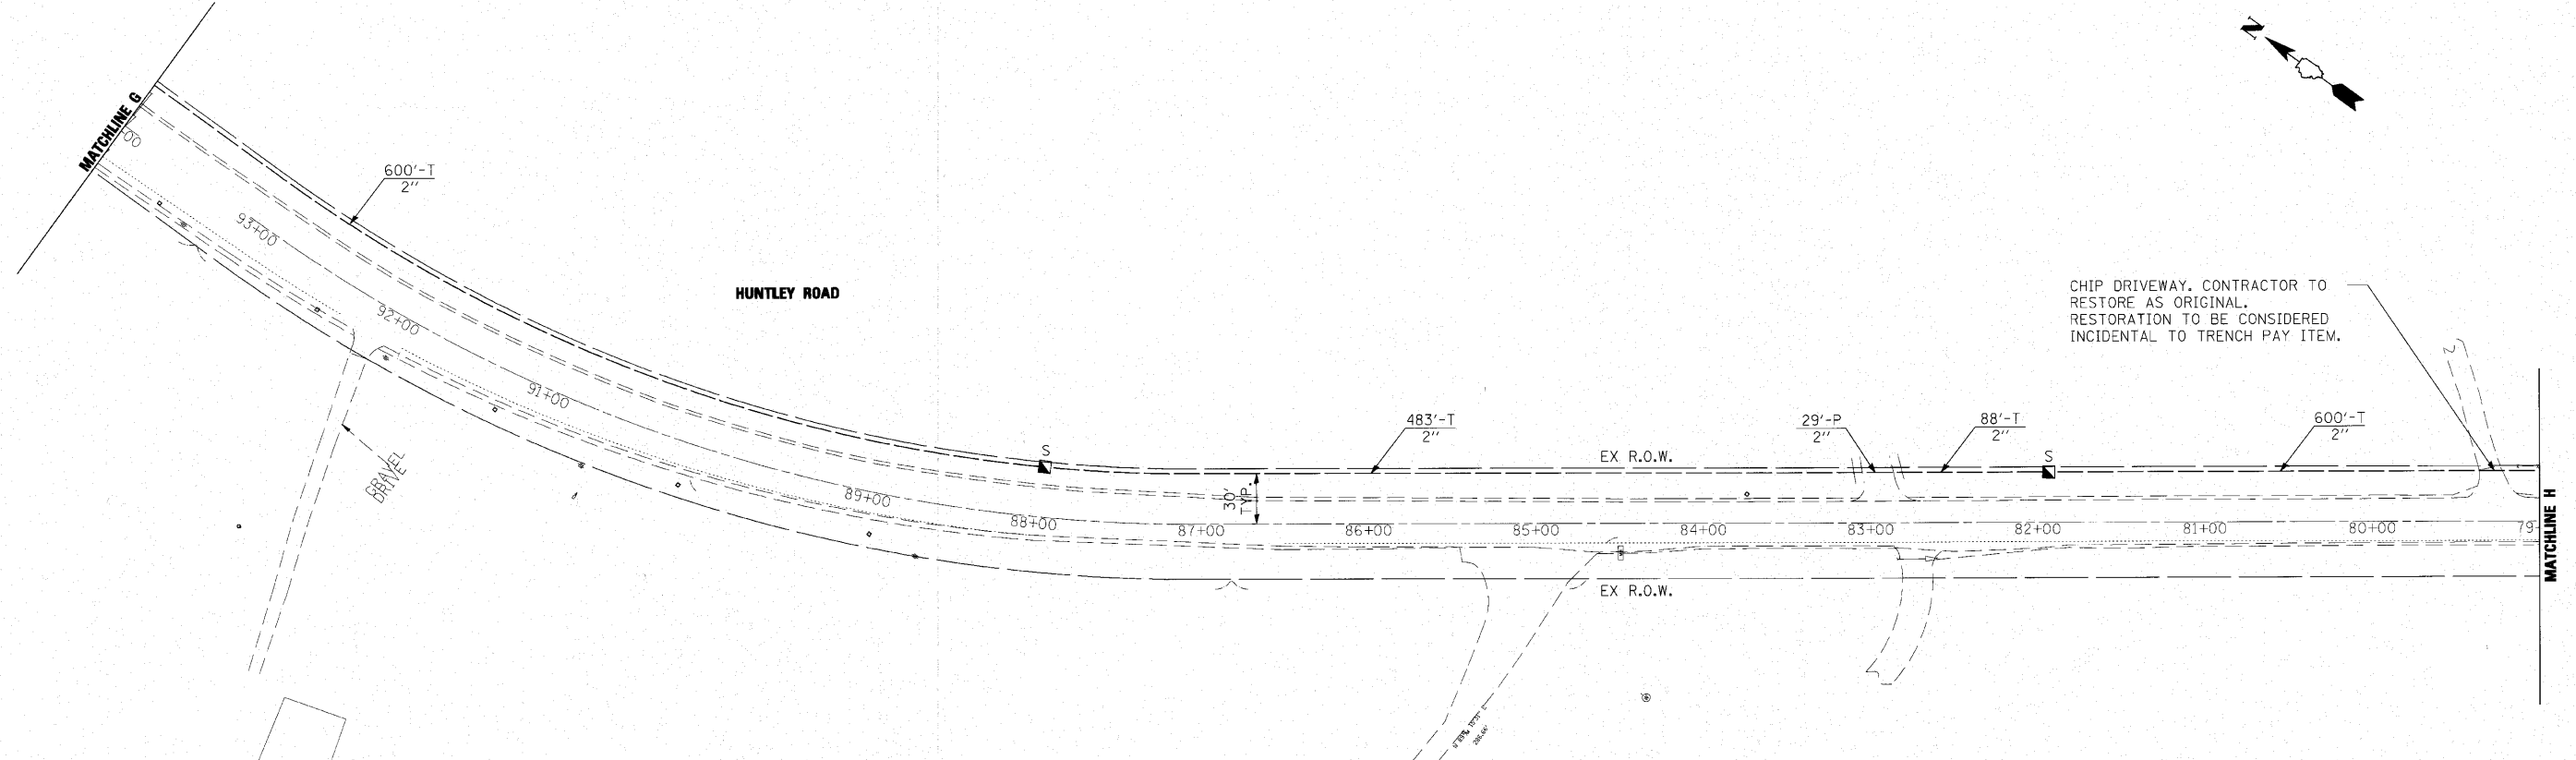 N
MATCHLINE G
00
600'-T
2"
93+00
92+00
HUNTLEY ROAD
CHIP DRIVEWAY. CONTRACTOR TO
RESTORE AS ORIGINAL.
RESTORATION TO BE CONSIDERED
INCIDENTAL TO TRENCH PAY ITEM.
91+00
GRAVEL
DRIVE
S
483'-T
2"
29'-P
2"
88'-T
2"
S
600'-T
2"
EX R.O.W.
30'
TYP.
89+00
88+00
87+00
86+00
85+00
84+00
83+00
82+00
81+00
80+00
79+
MATCHLINE H
EX R.O.W.